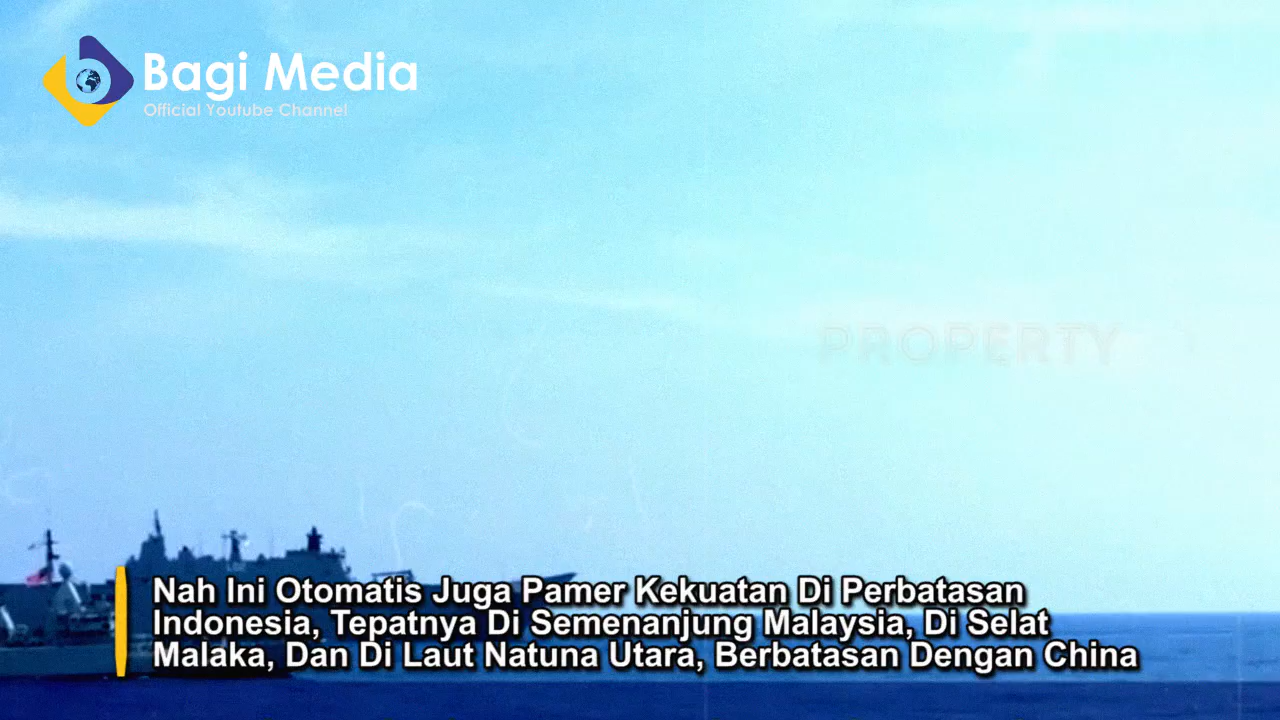 Bagi Media
Official Youtube Channel
PROPERTY
Nah Ini Otomatis Juga Pamer Kekuatan Di Perbatasan
Indonesia, Tepatnya Di Semenanjung Malaysia, Di Selat
Malaka, Dan Di Laut Natuna Utara, Berbatasan Dengan China